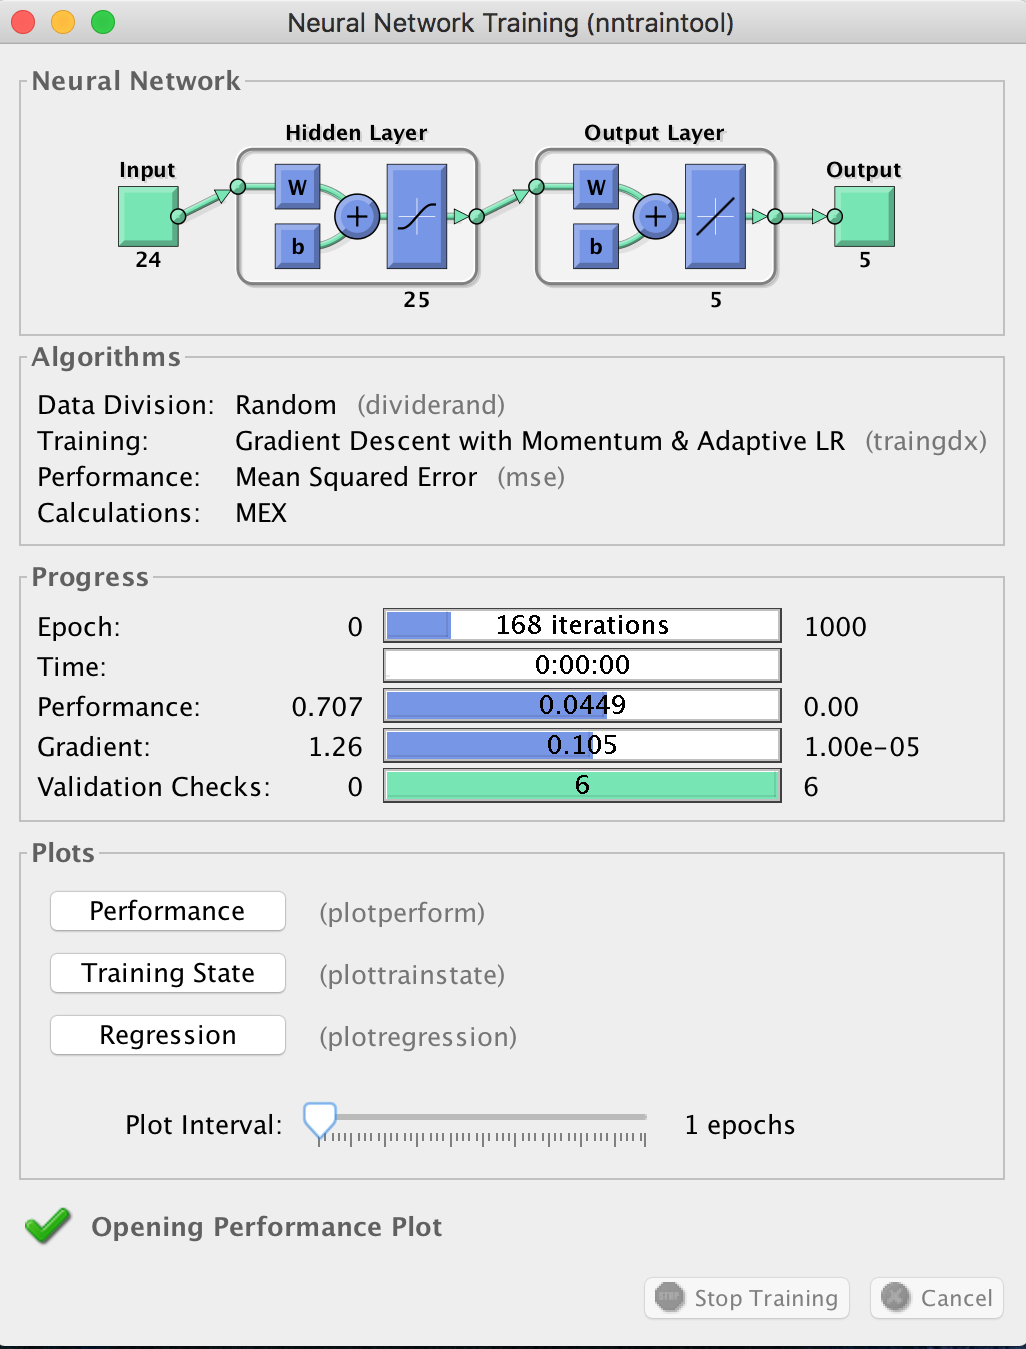 Neural Network Training (nntraintool)
Neural Network
Hidden Layer Output Layer
Input Output
W W
b b
24 5
25 5
Algorithms
Data Division: Random (dividerand)
Training: Gradient Descent with Momentum & Adaptive LR (traingdx)
Performance: Mean Squared Error (mse)
Calculations: MEX
Progress
Epoch: 0 168 iterations 1000
Time: 0:00:00
Performance: 0.707 0.0449 0.00
Gradient: 1.26 0.105 1.00e-05
Validation Checks: 0 6 6
Plots
Performance (plotperform)
Training State (plottrainstate)
Regression (plotregression)
Plot Interval: 1 epochs
Opening Performance Plot
STOP Stop Training Cancel